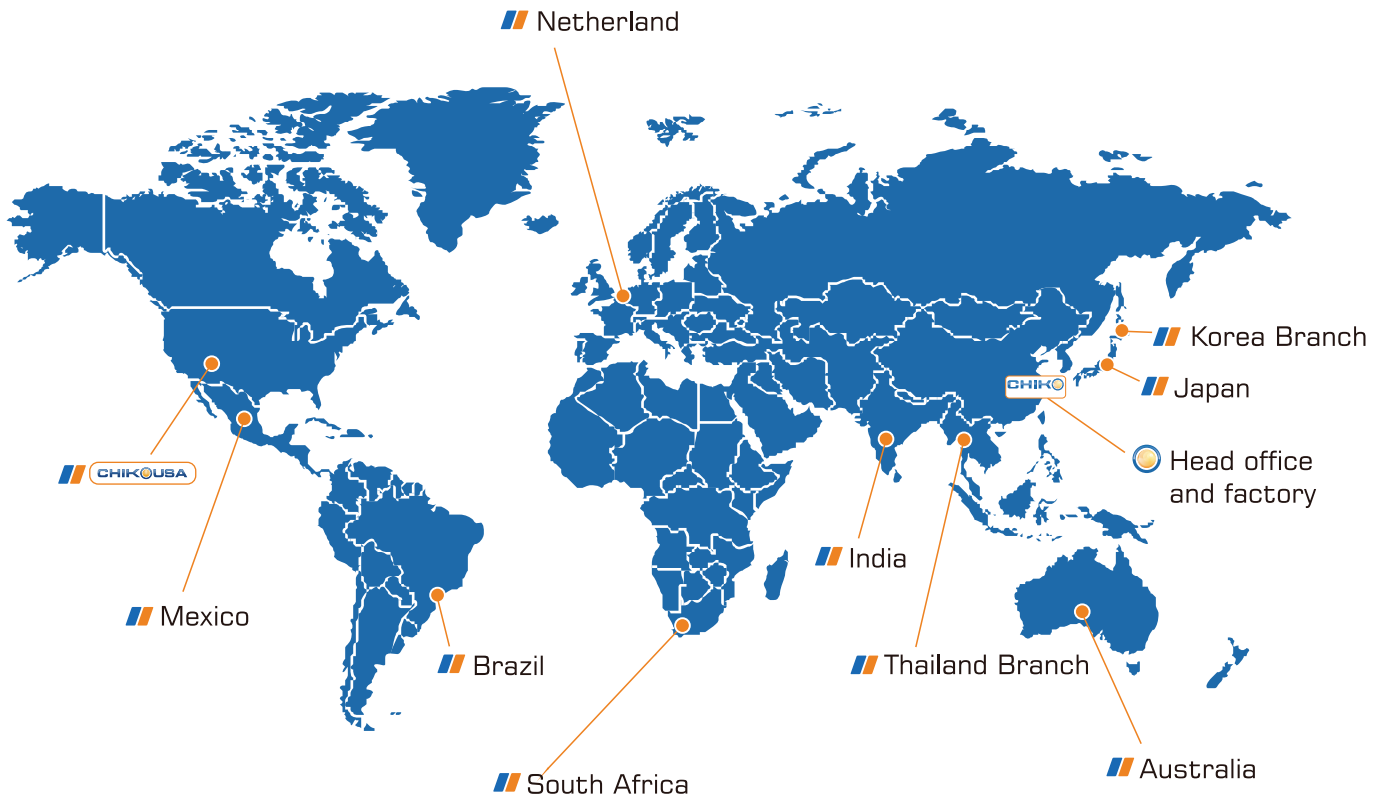 Netherland
Korea Branch
CHIKO
Japan
Head office
and factory
CHIKOUSA
India
Mexico
Brazil
Thailand Branch
South Africa
Australia